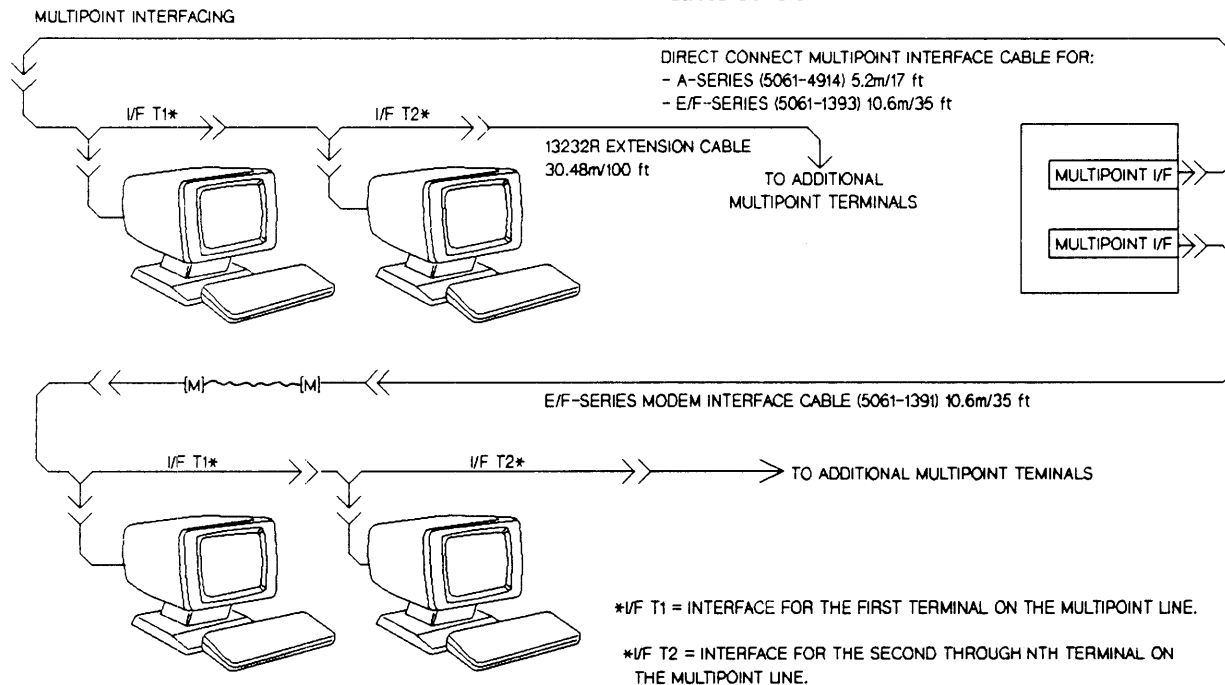 MULTIPOINT INTERFACING
DIRECT CONNECT MULTIPOINT INTERFACE CABLE FOR:
- A-SERIES (5061-4914) 5.2m/17 ft
- E/F-SERIES (5061-1393) 10.6m/35 ft
I/F T1*
I/F T2*
13232R EXTENSION CABLE
30.48m/100 ft
TO ADDITIONAL
MULTIPOINT TERMINALS
MULTIPOINT I/F
MULTIPOINT I/F
[M]
[M]
E/F-SERIES MODEM INTERFACE CABLE (5061-1391) 10.6m/35 ft
I/F T1*
I/F T2*
TO ADDITIONAL MULTIPOINT TEMINALS
*I/F T1 = INTERFACE FOR THE FIRST TERMINAL ON THE MULTIPOINT LINE.
*I/F T2 = INTERFACE FOR THE SECOND THROUGH NTH TERMINAL ON
THE MULTIPOINT LINE.